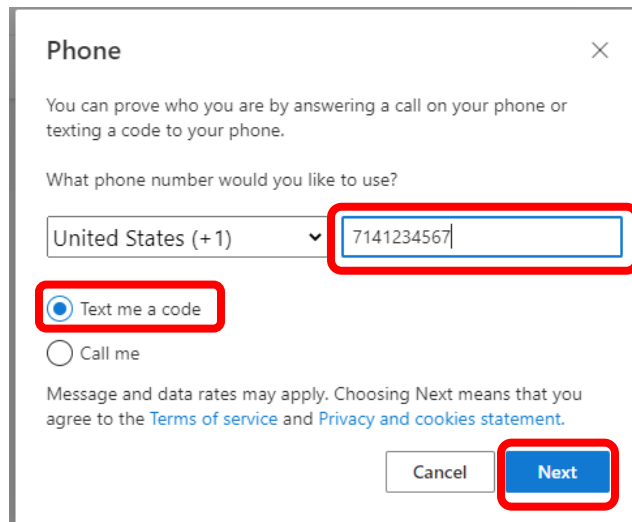 Phone
You can prove who you are by answering a call on your phone or
texting a code to your phone.
What phone number would you like to use?
United States (+1) 7141234567
Text me a code
Call me
Message and data rates may apply. Choosing Next means that you
agree to the Terms of service and Privacy and cookies statement.
Cancel Next